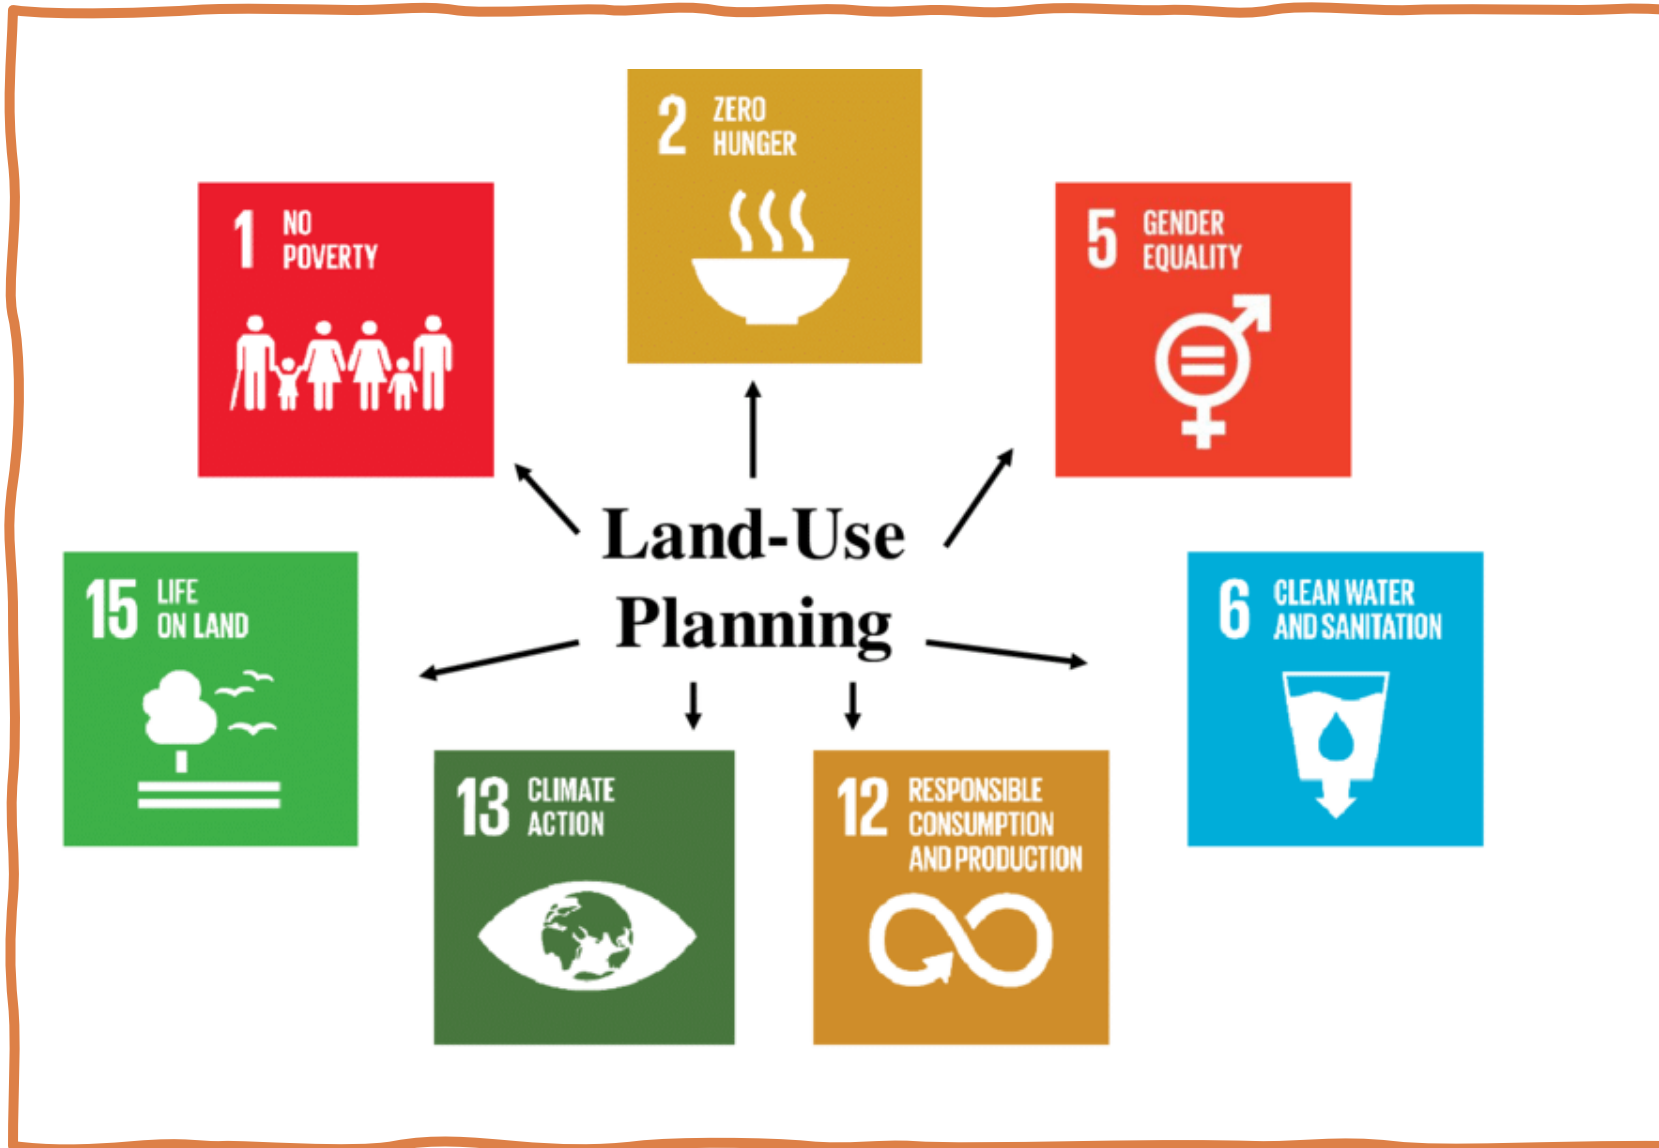 2 ZERO
HUNGER
1 NO
POVERTY
5 GENDER
EQUALITY
Land-Use
Planning
15 LIFE
ON LAND
6 CLEAN WATER
AND SANITATION
13 CLIMATE
ACTION
12 RESPONSIBLE
CONSUMPTION
AND PRODUCTION